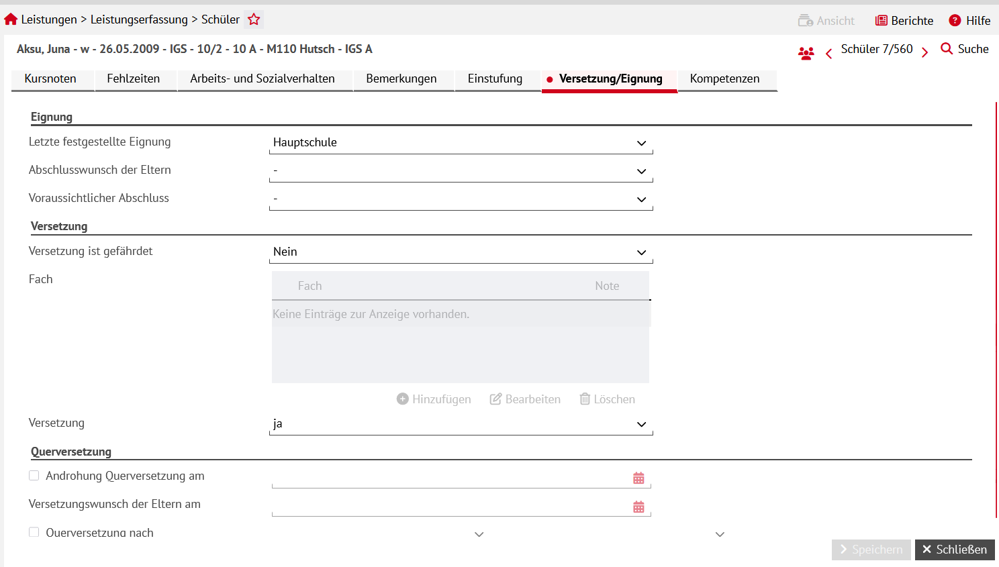 Leistungen > Leistungserfassung > Schüler
Ansicht
Berichte
Hilfe
Aksu, Juna - w - 26.05.2009 - IGS - 10/2 - 10 A - M110 Hutsch - IGS A
Schüler 7/560
Suche
Kursnoten
Fehlzeiten
Arbeits- und Sozialverhalten
Bemerkungen
Einstufung
Versetzung/Eignung
Kompetenzen
Eignung
Letzte festgestellte Eignung
Hauptschule
Abschlusswunsch der Eltern
-
Voraussichtlicher Abschluss
-
Versetzung
Versetzung ist gefährdet
Nein
Fach
Fach
Note
Keine Einträge zur Anzeige vorhanden.
Hinzufügen
Bearbeiten
Löschen
Versetzung
ja
Querversetzung
Androhung Querversetzung am
Versetzungswunsch der Eltern am
Querversetzung nach
Speichern
Schließen